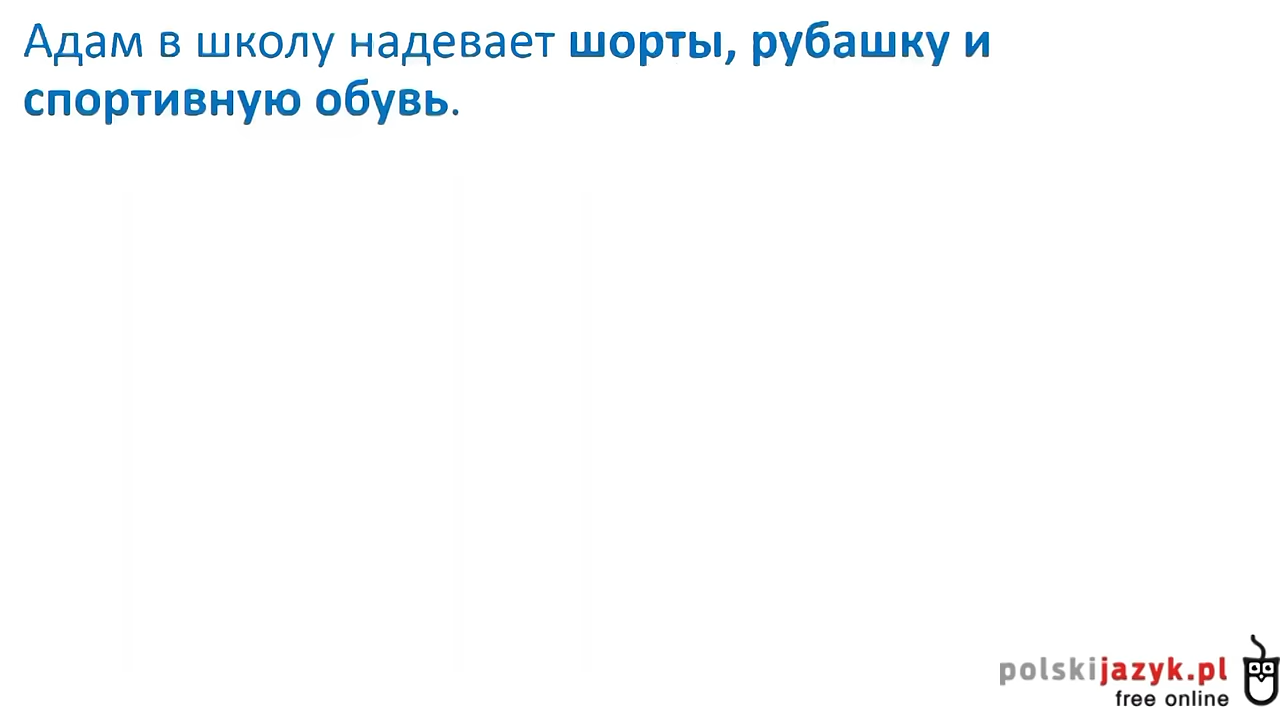 Адам в школу надевает шорты, рубашку и
спортивную обувь.
polskijazyk.pl
free online